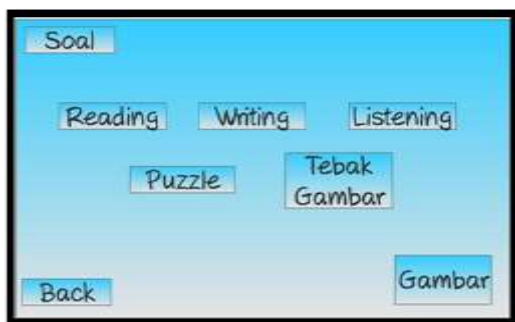 Soal
Reading
Writing
Listening
Puzzle
Tebak
Gambar
Back
Gambar